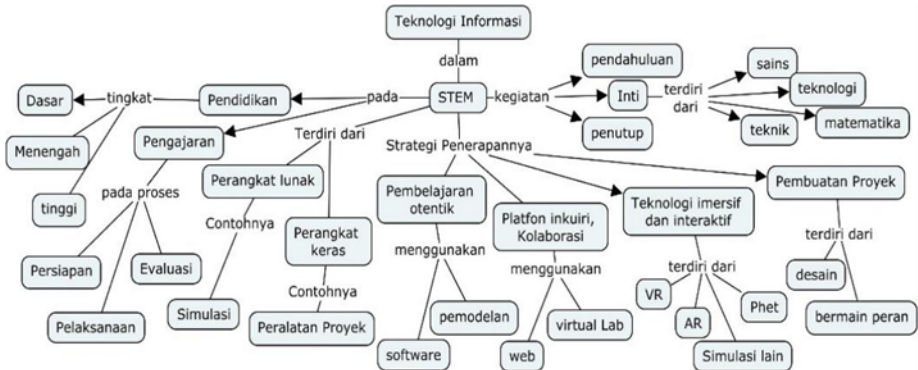 Teknologi Informasi
dalam
STEM
kegiatan
pendahuluan
Inti
penutup
terdiri
dari
sains
teknologi
teknik
matematika
pada
Pendidikan
tingkat
Dasar
Menengah
tinggi
Pengajaran
pada proses
Persiapan
Pelaksanaan
Evaluasi
Terdiri dari
Perangkat lunak
Contohnya
Simulasi
Perangkat
keras
Contohnya
Peralatan Proyek
Strategi Penerapannya
Pembelajaran
otentik
menggunakan
software
pemodelan
Platfon inkuiri,
Kolaborasi
menggunakan
web
virtual Lab
Teknologi imersif
dan interaktif
terdiri dari
VR
AR
Simulasi lain
Phet
Pembuatan Proyek
terdiri dari
desain
bermain peran